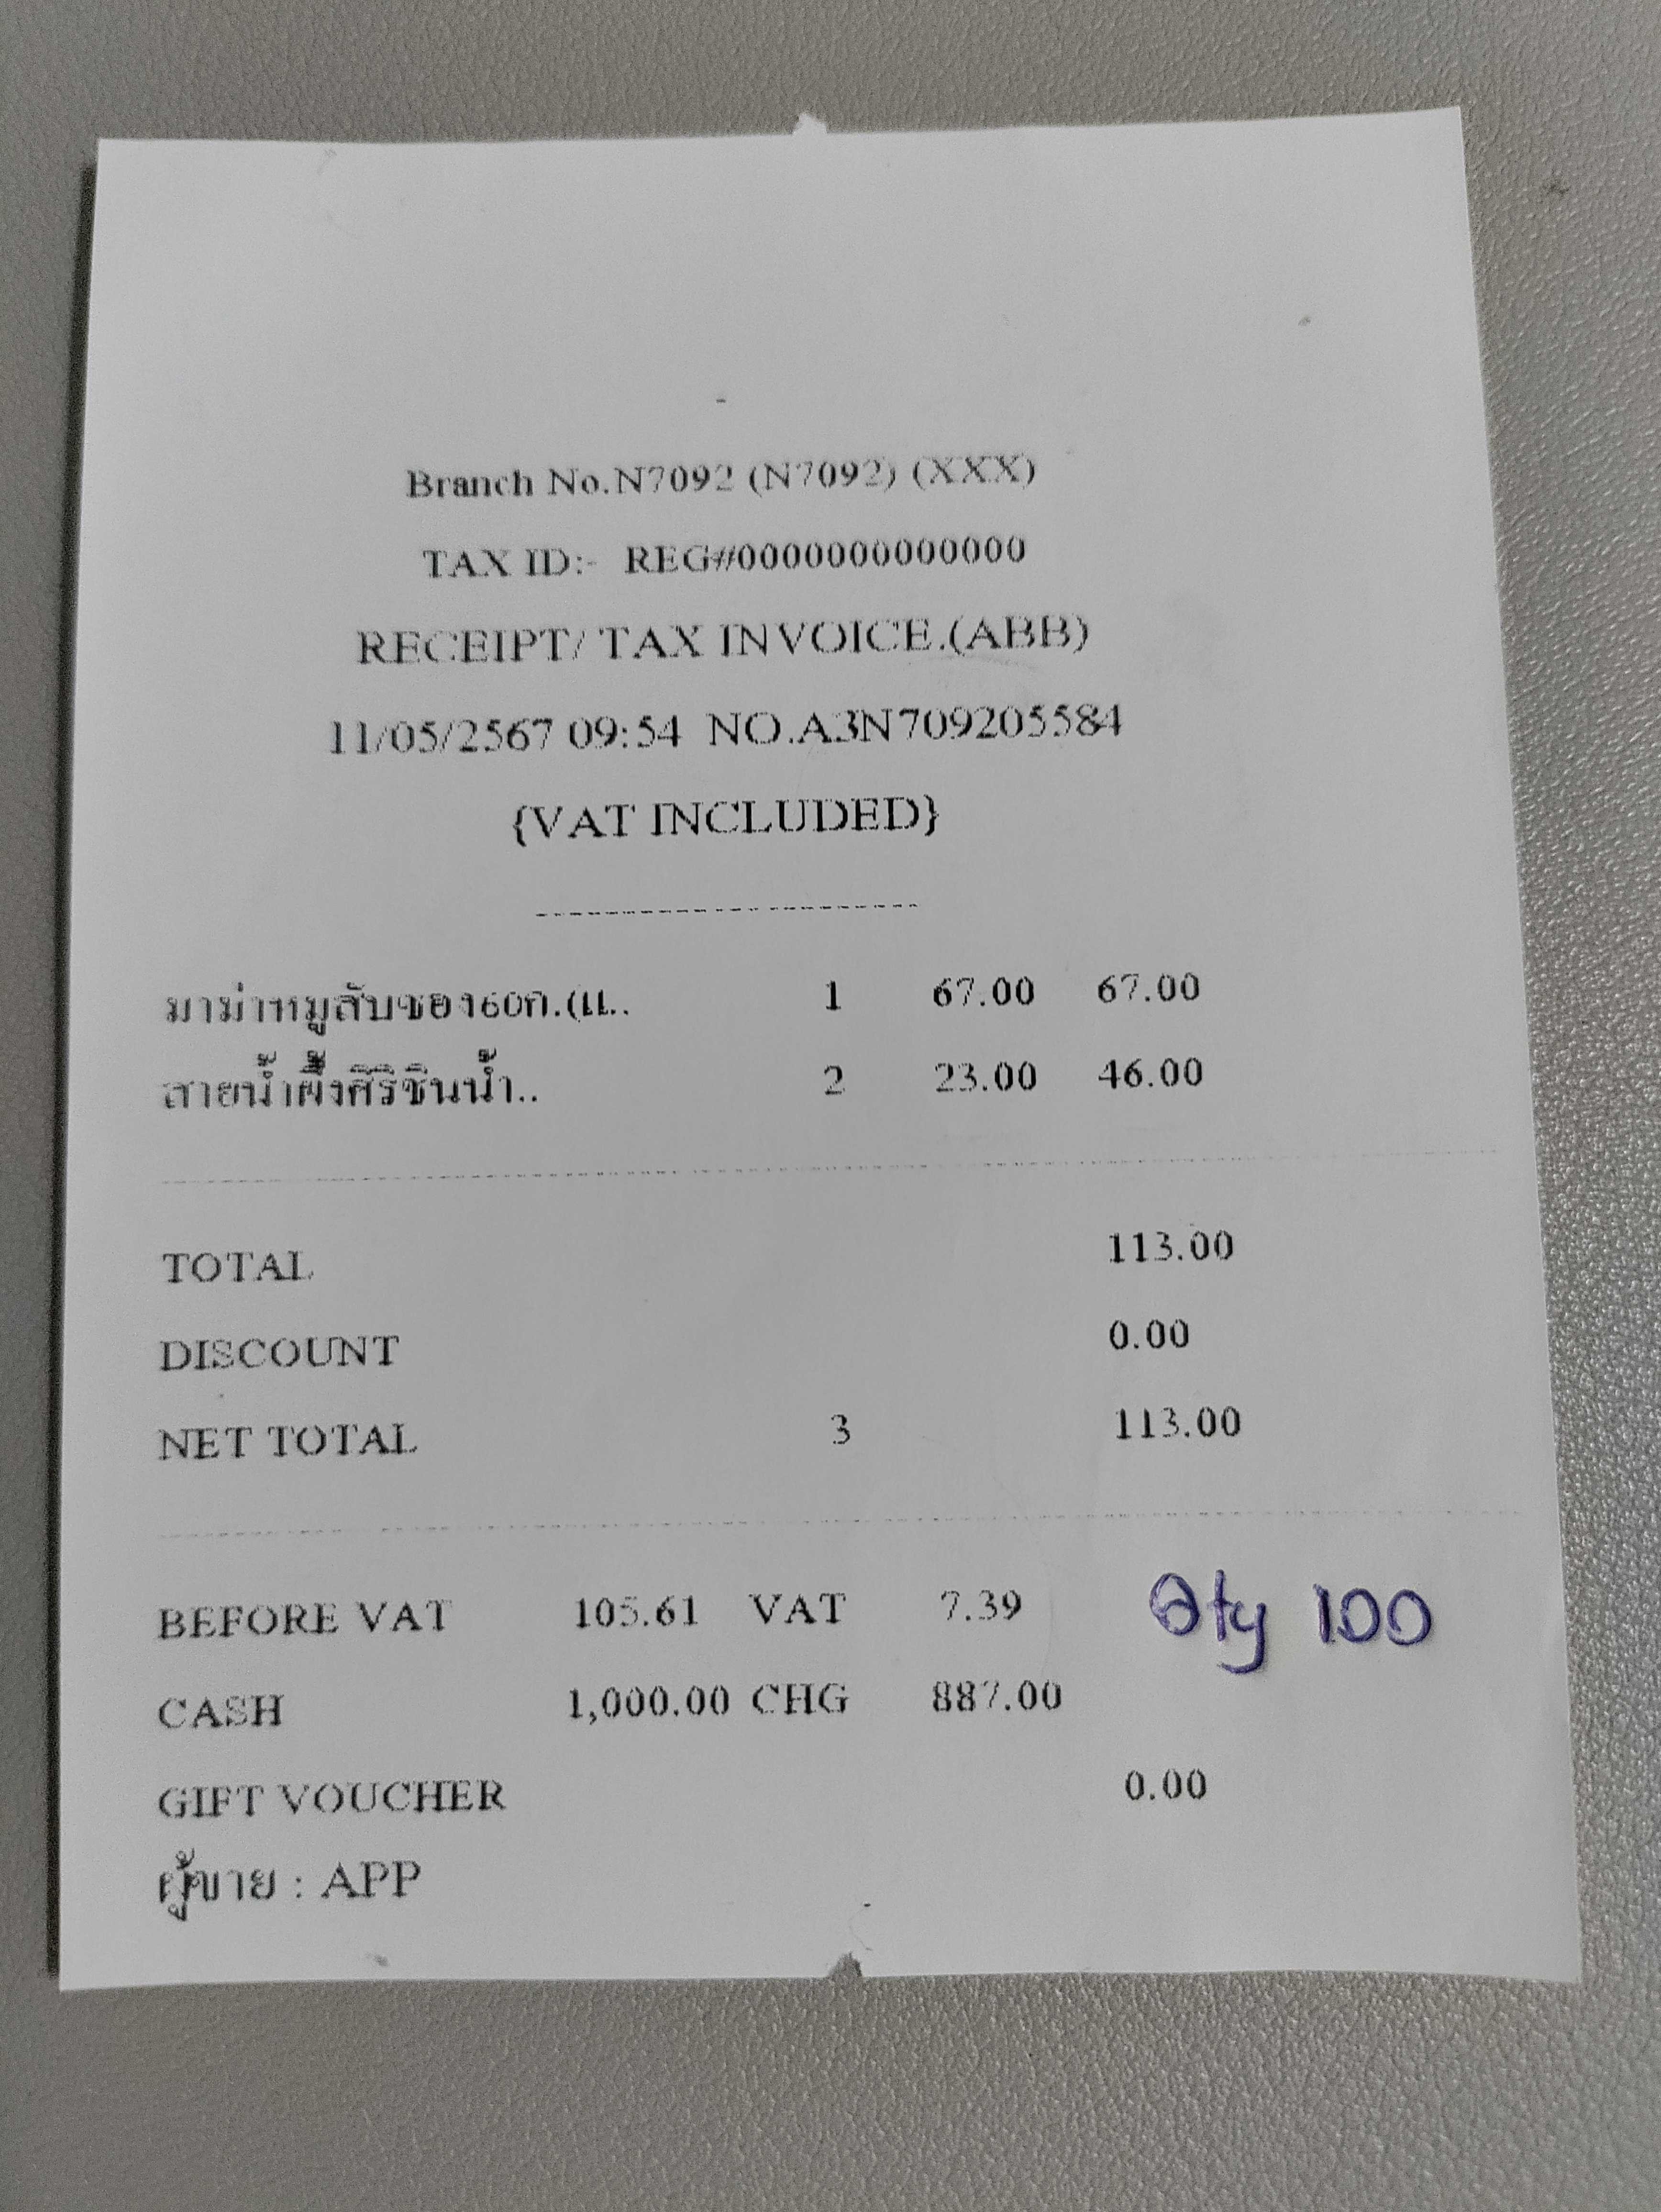 Branch No.N7092 (N7092) (XXX)
TAX ID:- REG#0000000000000
RECEIPT/ TAX INVOICE.(ABB)
11/05/2567 09:54 NO.A3N709205584
{VAT INCLUDED}
มาม่าหมูสับซอง60ก.(แ.. 1 67.00 67.00
สายน้ำผึ้งศิริชินน้ำ.. 2 23.00 46.00
TOTAL 113.00
DISCOUNT 0.00
NET TOTAL 3 113.00
BEFORE VAT 105.61 VAT 7.39 Qty 100
CASH 1,000.00 CHG 887.00
GIFT VOUCHER 0.00
ผู้ขาย : APP